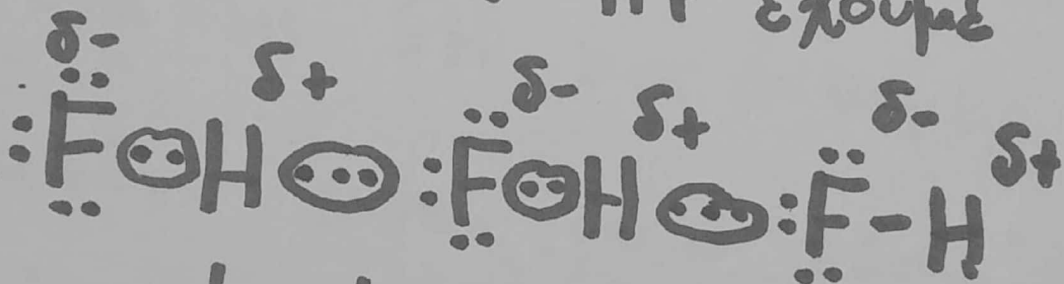 έχουμε
δ- δ+ δ- δ+ δ- δ+
:F̤̈ : H ... :F̤̈ : H ... :F̤̈ - H